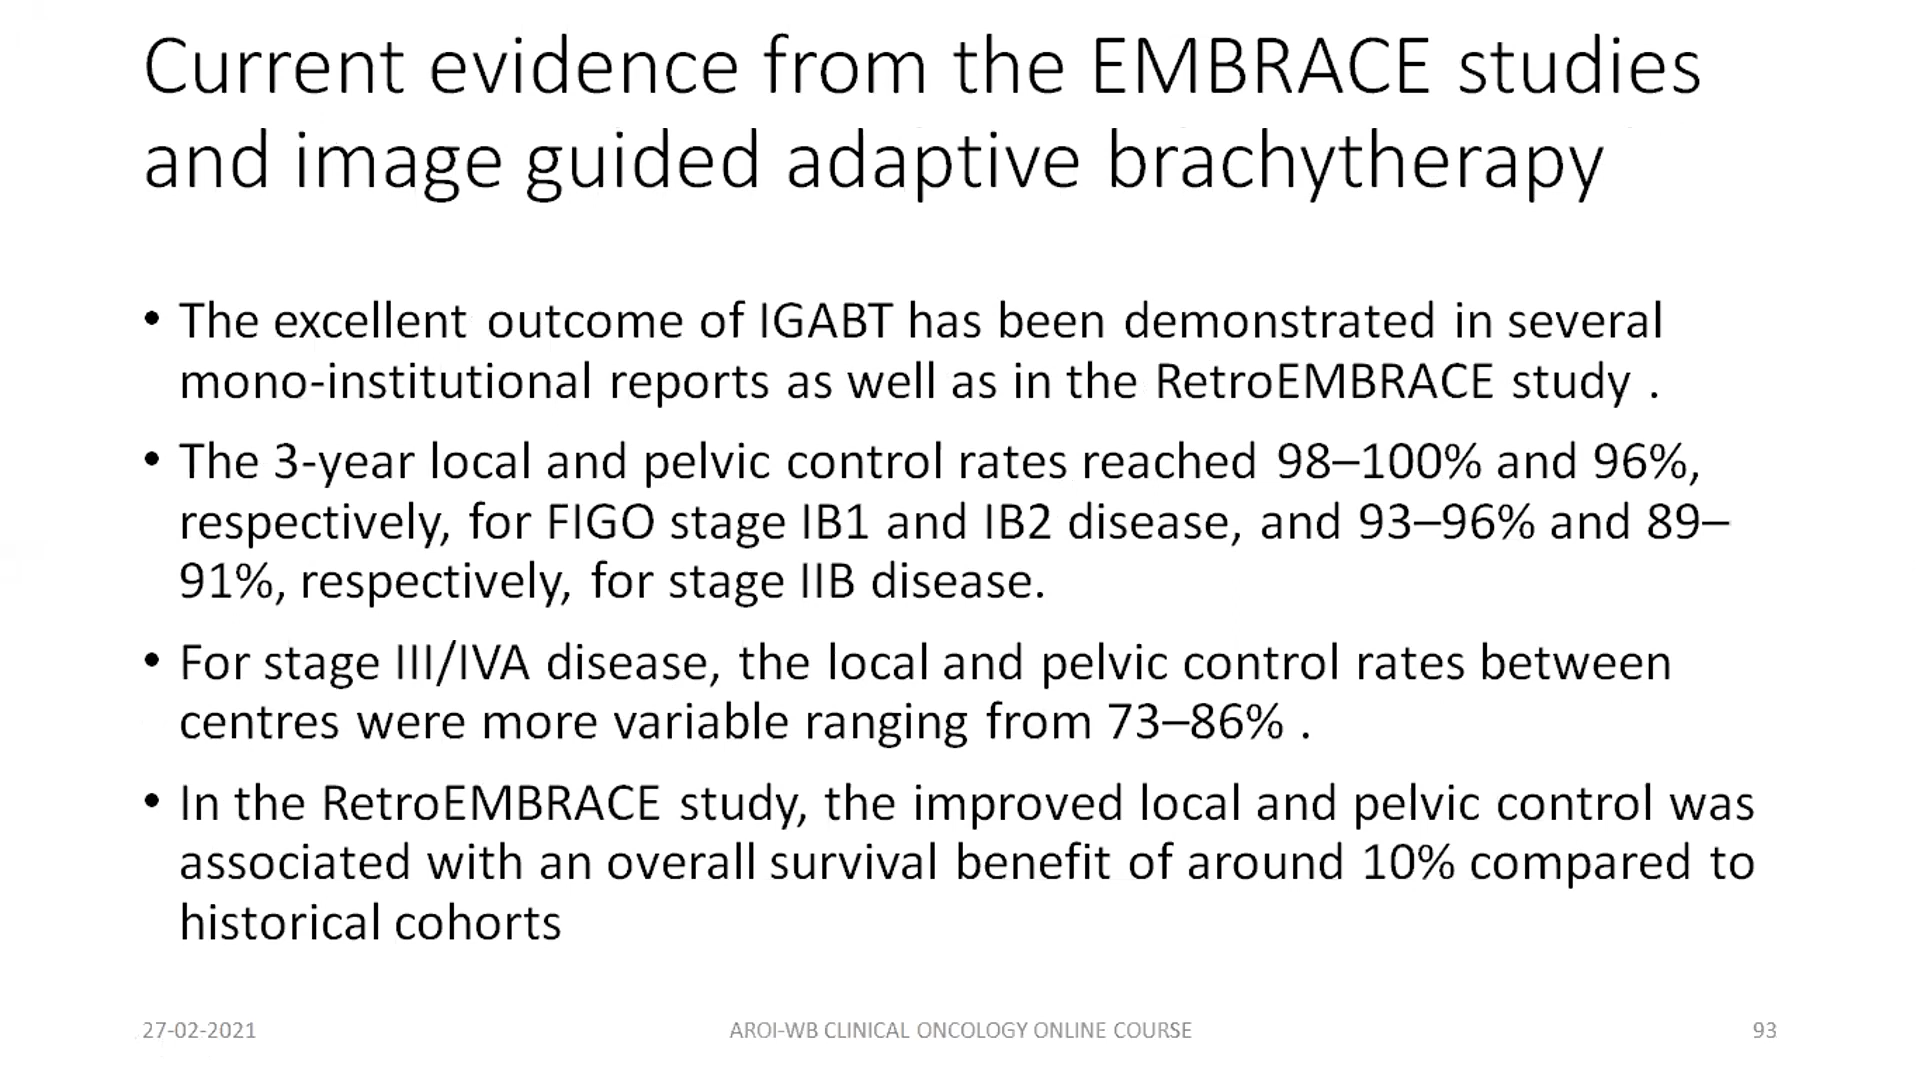 Current evidence from the EMBRACE studies
and image guided adaptive brachytherapy
• The excellent outcome of IGABT has been demonstrated in several
mono-institutional reports as well as in the RetroEMBRACE study .
• The 3-year local and pelvic control rates reached 98–100% and 96%,
respectively, for FIGO stage IB1 and IB2 disease, and 93–96% and 89–
91%, respectively, for stage IIB disease.
• For stage III/IVA disease, the local and pelvic control rates between
centres were more variable ranging from 73–86% .
• In the RetroEMBRACE study, the improved local and pelvic control was
associated with an overall survival benefit of around 10% compared to
historical cohorts
27-02-2021
AROI-WB CLINICAL ONCOLOGY ONLINE COURSE
93